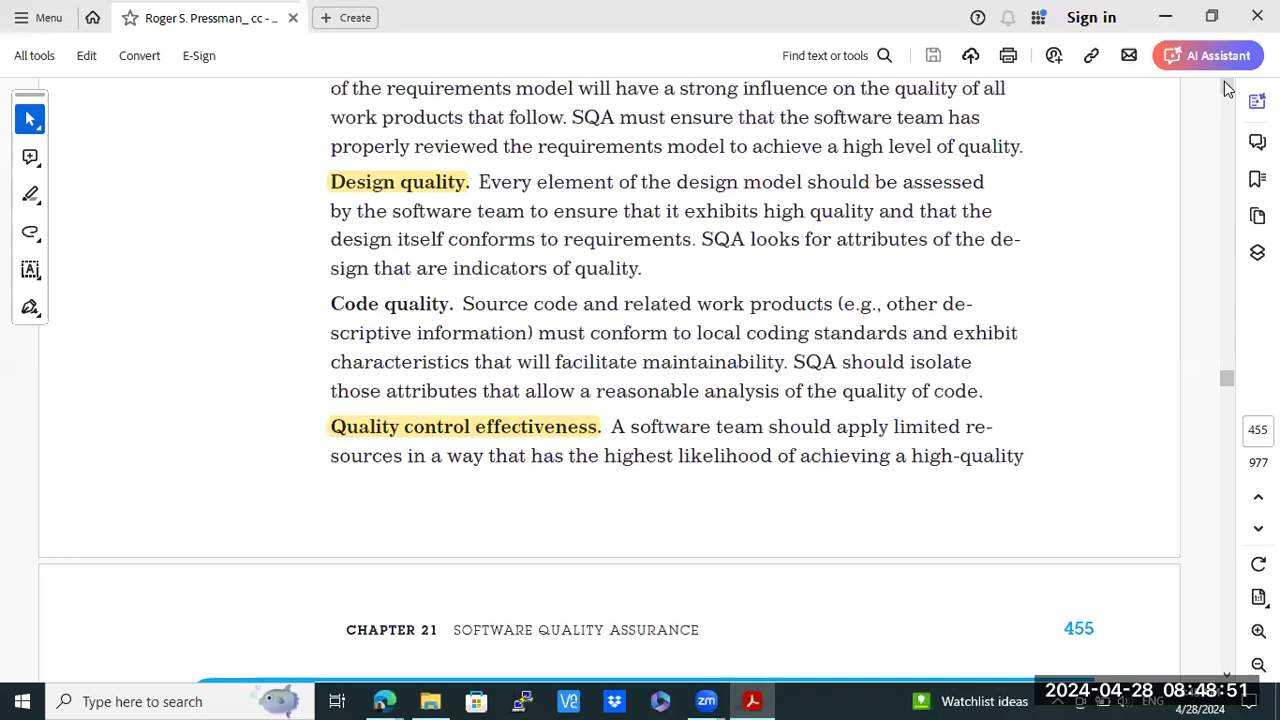 Menu
Roger S. Pressman_ cc - ...
Create
Sign in
All tools
Edit
Convert
E-Sign
Find text or tools
AI Assistant
of the requirements model will have a strong influence on the quality of all
work products that follow. SQA must ensure that the software team has
properly reviewed the requirements model to achieve a high level of quality.
Design quality. Every element of the design model should be assessed
by the software team to ensure that it exhibits high quality and that the
design itself conforms to requirements. SQA looks for attributes of the de-
sign that are indicators of quality.
Code quality. Source code and related work products (e.g., other de-
scriptive information) must conform to local coding standards and exhibit
characteristics that will facilitate maintainability. SQA should isolate
those attributes that allow a reasonable analysis of the quality of code.
Quality control effectiveness. A software team should apply limited re-
sources in a way that has the highest likelihood of achieving a high-quality
455
977
CHAPTER 21 SOFTWARE QUALITY ASSURANCE
455
Type here to search
Watchlist ideas
2024-04-28 08:48:51
ENG
4/28/2024